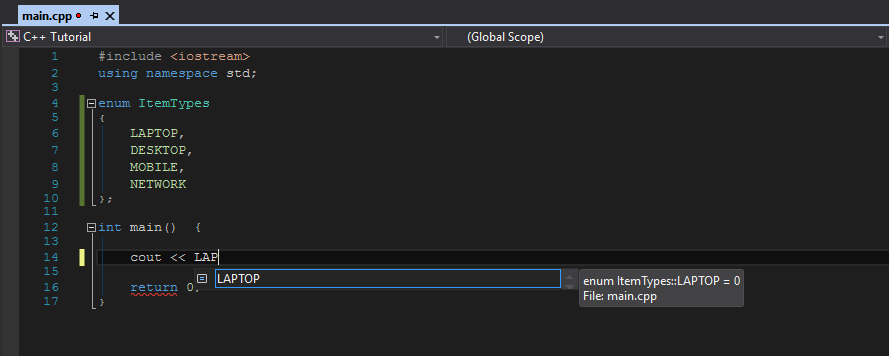 main.cpp
C++ Tutorial (Global Scope)
1 #include <iostream>
2 using namespace std;
3
4 enum ItemTypes
5 {
6 LAPTOP,
7 DESKTOP,
8 MOBILE,
9 NETWORK
10 };
11
12 int main() {
13
14 cout << LAP
LAPTOP
enum ItemTypes::LAPTOP = 0
File: main.cpp
15
16 return 0;
17 }